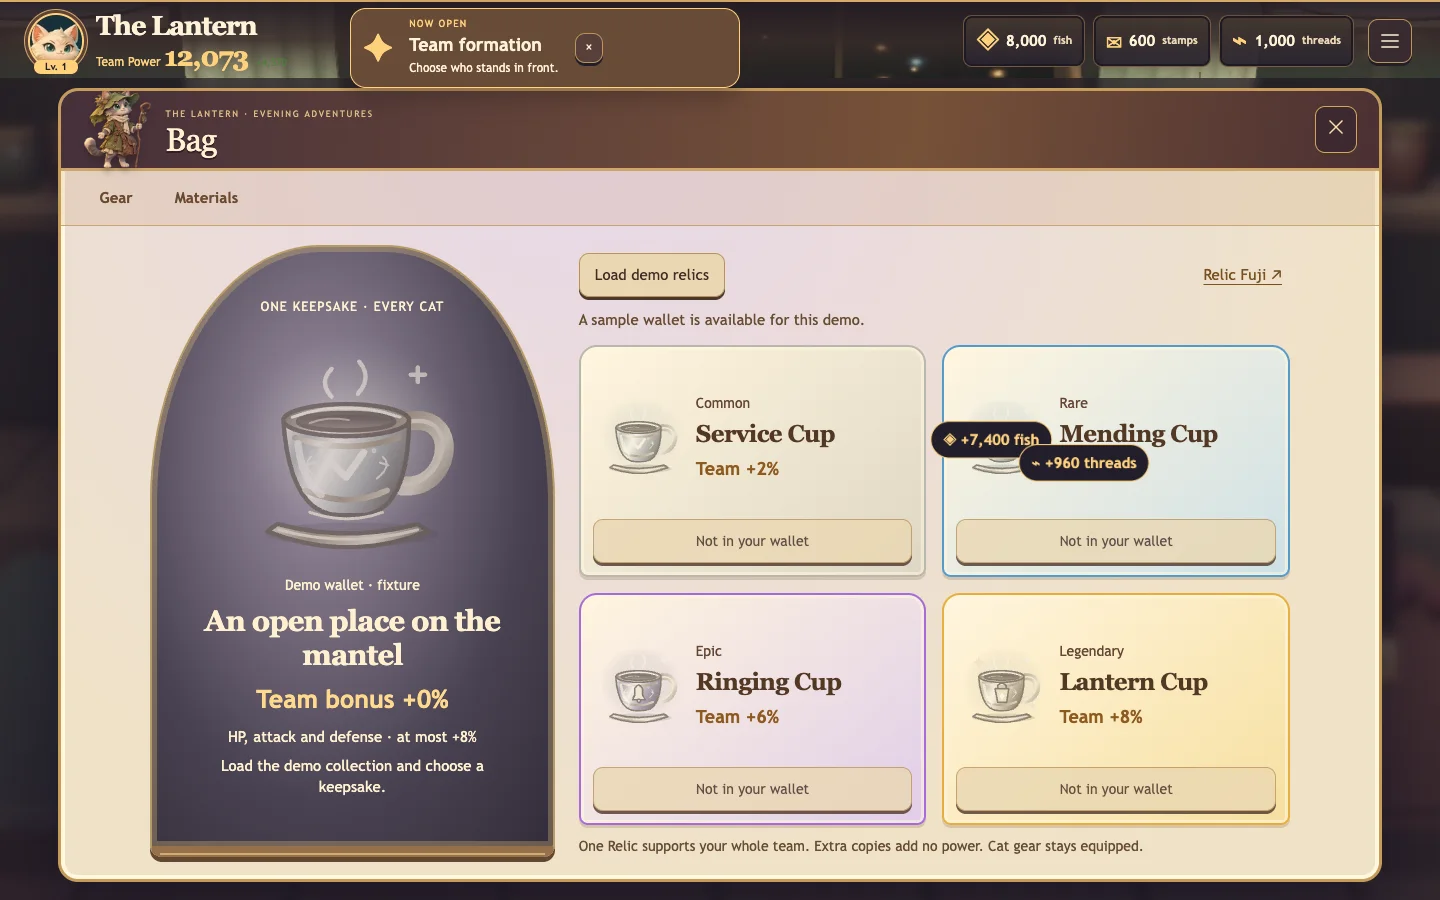 The Lantern
Lv. 1
Team Power 12,073
NOW OPEN
Team formation
Choose who stands in front.
×
8,000 fish
600 stamps
1,000 threads
THE LANTERN · EVENING ADVENTURES
Bag
Gear
Materials
ONE KEEPSAKE · EVERY CAT
Demo wallet · fixture
An open place on the
mantel
Team bonus +0%
HP, attack and defense · at most +8%
Load the demo collection and choose a
keepsake.
Load demo relics
Relic Fuji ↗
A sample wallet is available for this demo.
Common
Service Cup
Team +2%
Not in your wallet
Rare
Mending Cup
+7,400 fish
+960 threads
Not in your wallet
Epic
Ringing Cup
Team +6%
Not in your wallet
Legendary
Lantern Cup
Team +8%
Not in your wallet
One Relic supports your whole team. Extra copies add no power. Cat gear stays equipped.